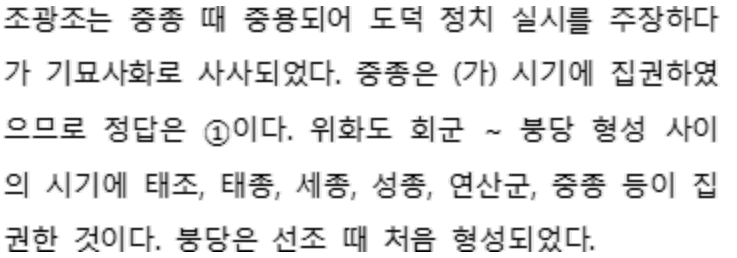 조광조는 중종 때 중용되어 도덕 정치 실시를 주장하다
가 기묘사화로 사사되었다. 중종은 (가) 시기에 집권하였
으므로 정답은 ①이다. 위화도 회군 ~ 붕당 형성 사이
의 시기에 태조, 태종, 세종, 성종, 연산군, 중종 등이 집
권한 것이다. 붕당은 선조 때 처음 형성되었다.